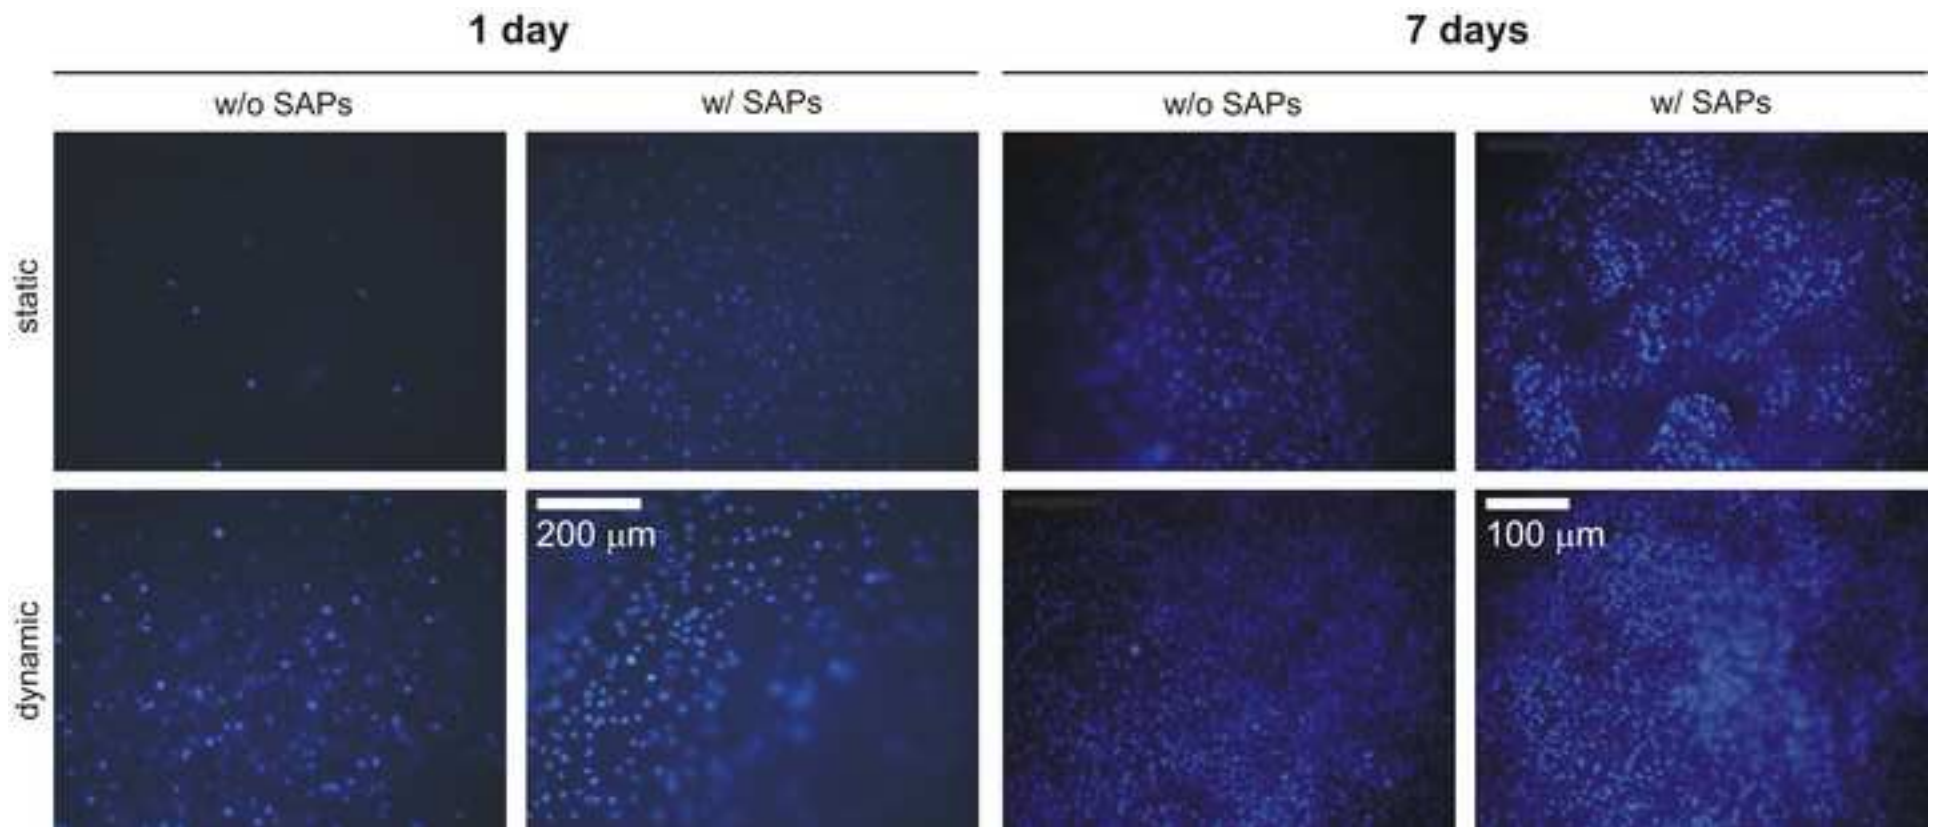 1 day
7 days
w/o SAPs
w/ SAPs
w/o SAPs
w/ SAPs
static
dynamic
200 μm
100 μm